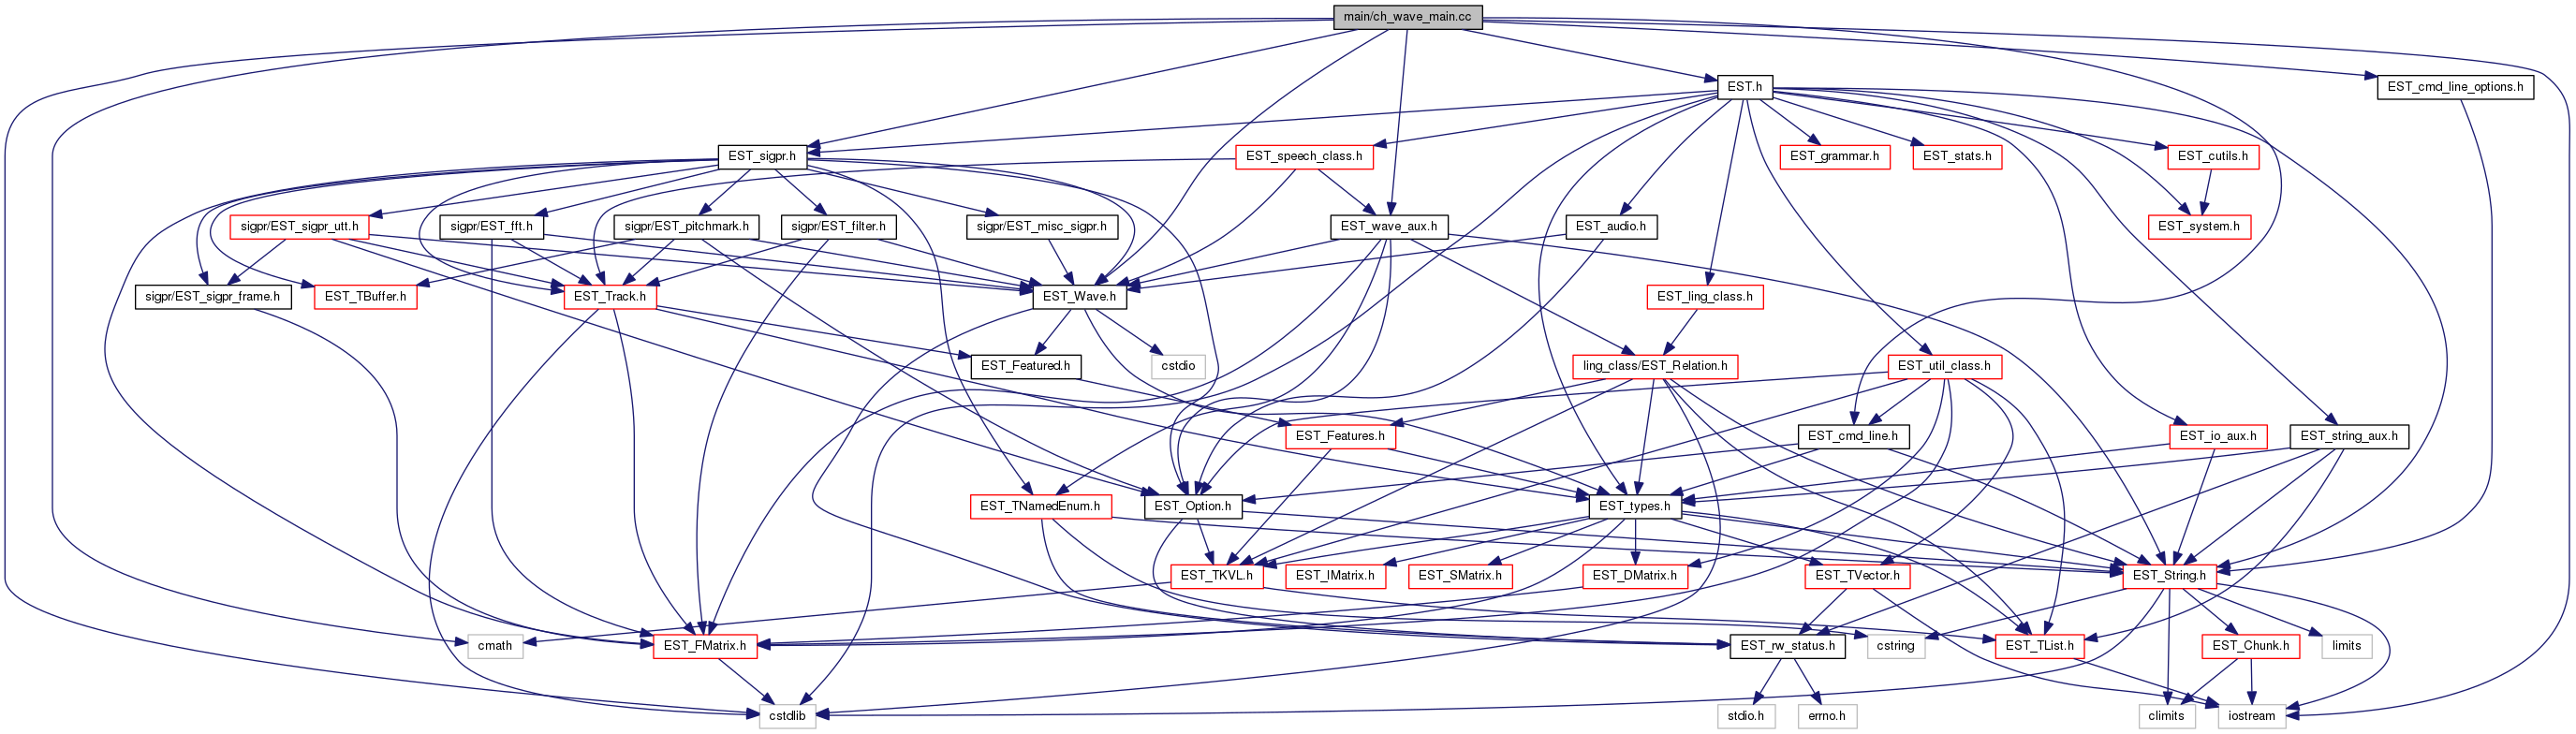 main/ch_wave_main.cc
EST.h
EST_cmd_line_options.h
EST_sigpr.h
EST_speech_class.h
EST_grammar.h
EST_stats.h
EST_cutils.h
sigpr/EST_sigpr_utt.h
sigpr/EST_fft.h
sigpr/EST_pitchmark.h
sigpr/EST_filter.h
sigpr/EST_misc_sigpr.h
EST_wave_aux.h
EST_audio.h
EST_system.h
sigpr/EST_sigpr_frame.h
EST_TBuffer.h
EST_Track.h
EST_Wave.h
EST_ling_class.h
EST_Featured.h
cstdio
ling_class/EST_Relation.h
EST_util_class.h
EST_Features.h
EST_cmd_line.h
EST_io_aux.h
EST_string_aux.h
EST_TNamedEnum.h
EST_Option.h
EST_types.h
EST_TKVL.h
EST_IMatrix.h
EST_SMatrix.h
EST_DMatrix.h
EST_TVector.h
EST_String.h
cmath
EST_FMatrix.h
EST_rw_status.h
cstring
EST_TList.h
EST_Chunk.h
limits
cstdlib
stdio.h
errno.h
climits
iostream